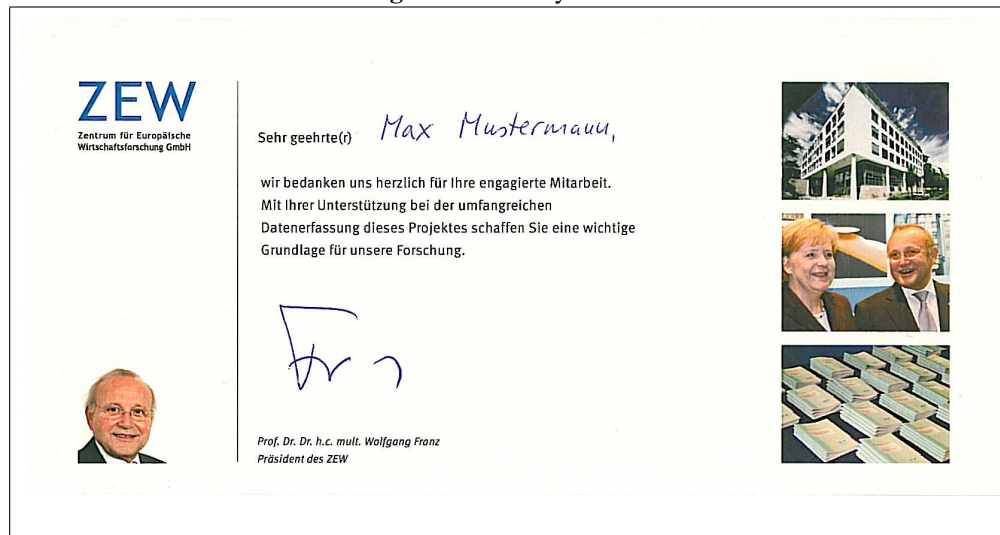 ZEW
Zentrum für Europäische
Wirtschaftsforschung GmbH
Sehr geehrte(r) Max Mustermann,
wir bedanken uns herzlich für Ihre engagierte Mitarbeit.
Mit Ihrer Unterstützung bei der umfangreichen
Datenerfassung dieses Projektes schaffen Sie eine wichtige
Grundlage für unsere Forschung.
Prof. Dr. Dr. h.c. mult. Wolfgang Franz
Präsident des ZEW